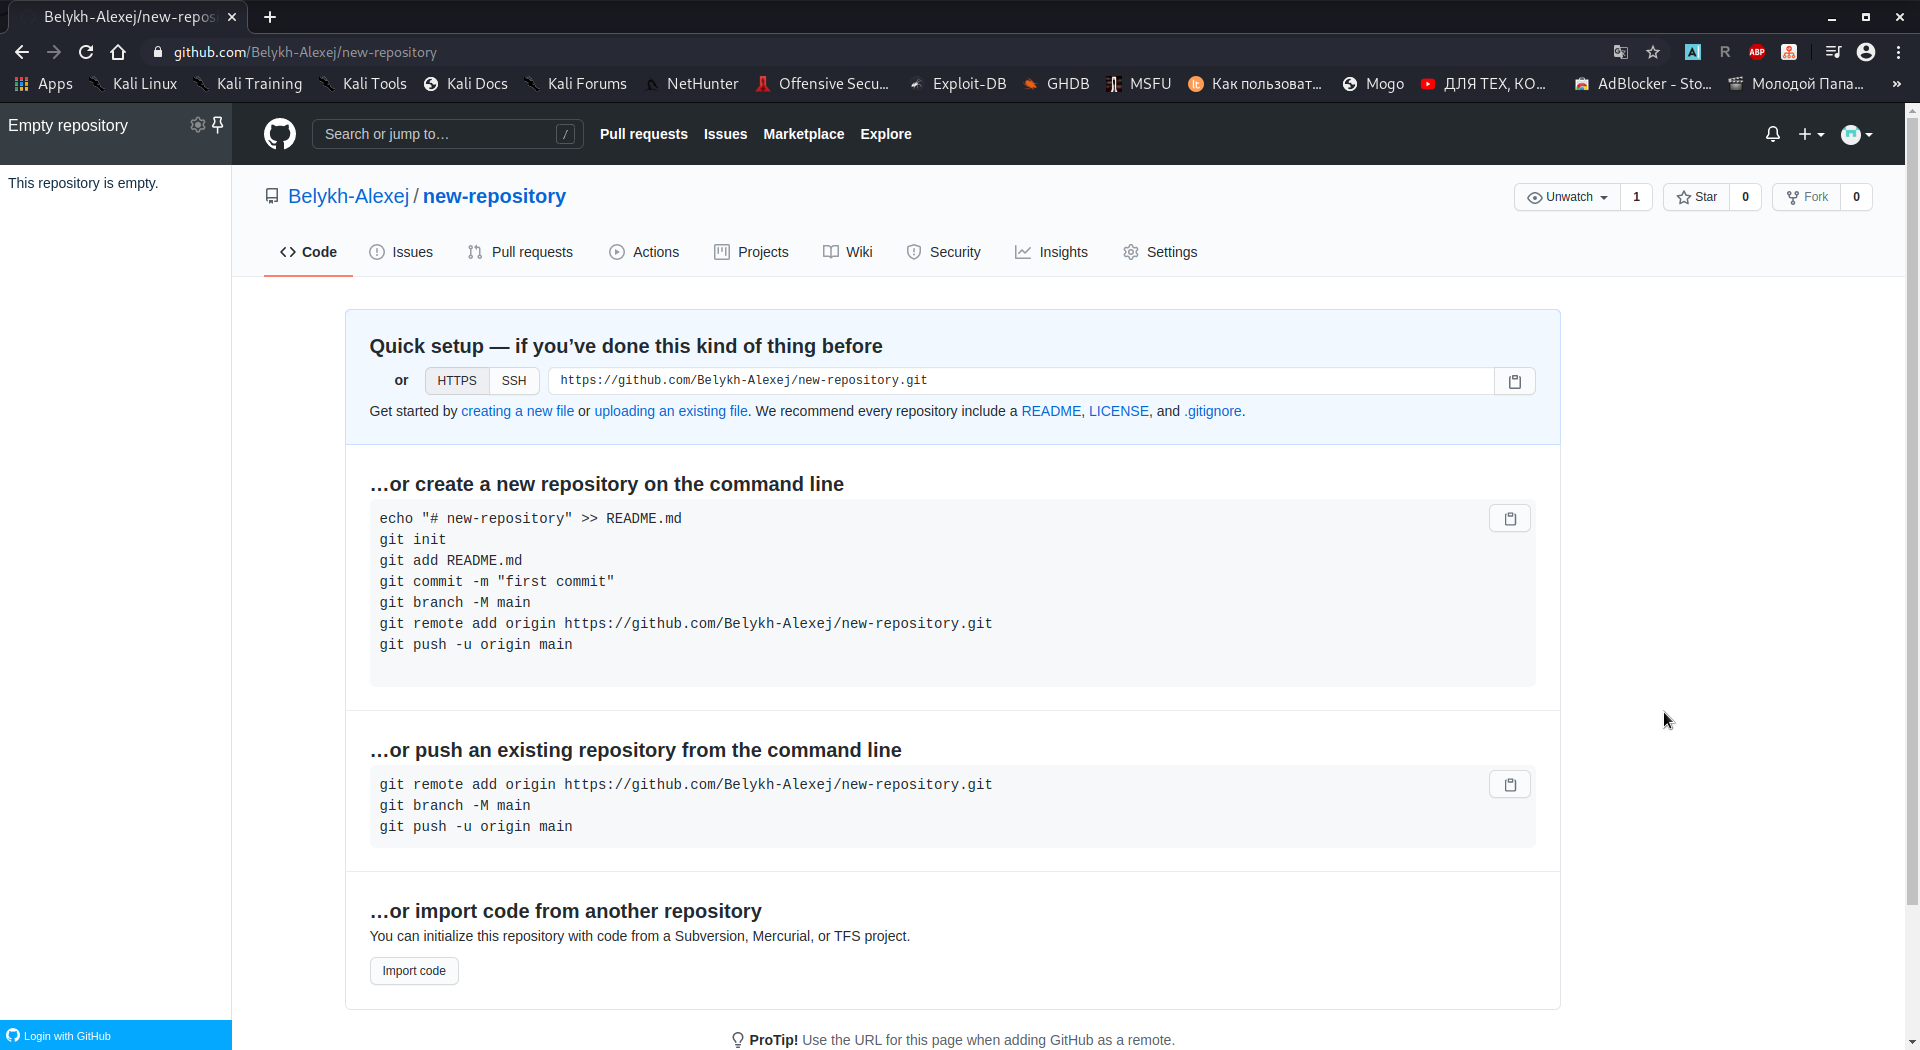 Belykh-Alexej/new-repos
github.com/Belykh-Alexej/new-repository
Apps Kali Linux Kali Training Kali Tools Kali Docs Kali Forums NetHunter Offensive Secu... Exploit-DB GHDB MSFU Как пользоват... Mogo ДЛЯ ТЕХ, КО... AdBlocker - Sto... Молодой Папа... »
Empty repository
This repository is empty.
Search or jump to… / Pull requests Issues Marketplace Explore
Belykh-Alexej / new-repository
Unwatch 1 Star 0 Fork 0
Code Issues Pull requests Actions Projects Wiki Security Insights Settings
Quick setup — if you’ve done this kind of thing before
or HTTPS SSH https://github.com/Belykh-Alexej/new-repository.git
Get started by creating a new file or uploading an existing file. We recommend every repository include a README, LICENSE, and .gitignore.
…or create a new repository on the command line
echo "# new-repository" >> README.md
git init
git add README.md
git commit -m "first commit"
git branch -M main
git remote add origin https://github.com/Belykh-Alexej/new-repository.git
git push -u origin main
…or push an existing repository from the command line
git remote add origin https://github.com/Belykh-Alexej/new-repository.git
git branch -M main
git push -u origin main
…or import code from another repository
You can initialize this repository with code from a Subversion, Mercurial, or TFS project.
Import code
Login with GitHub
ProTip! Use the URL for this page when adding GitHub as a remote.